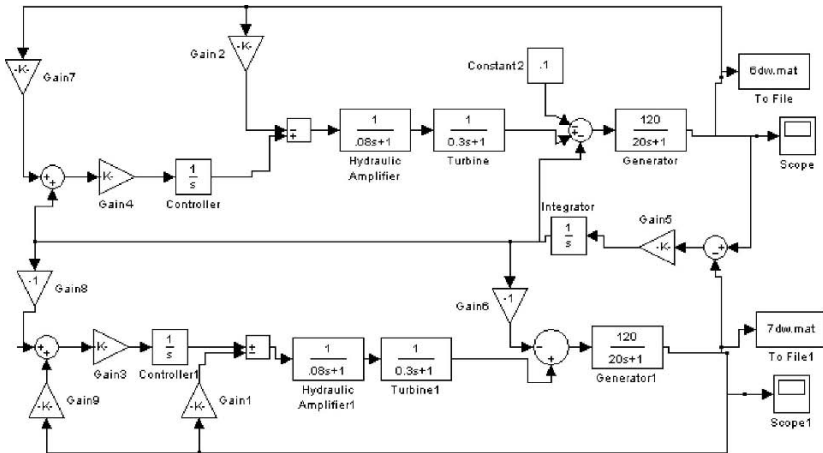 -K-
Gain7
-K-
Gain2
Constant2
.1
6dw.mat
To File
1
.08s+1
Hydraulic
Amplifier
1
0.3s+1
Turbine
120
20s+1
Generator
Scope
K-
Gain4
1
s
Controller
Integrator
1
s
Gain5
-K-
-1
Gain8
Gain6
-1
7dw.mat
To File1
K-
Gain3
1
s
Controller1
1
.08s+1
Hydraulic
Amplifier1
1
0.3s+1
Turbine1
120
20s+1
Generator1
-K-
Gain9
-K-
Gain1
Scope1